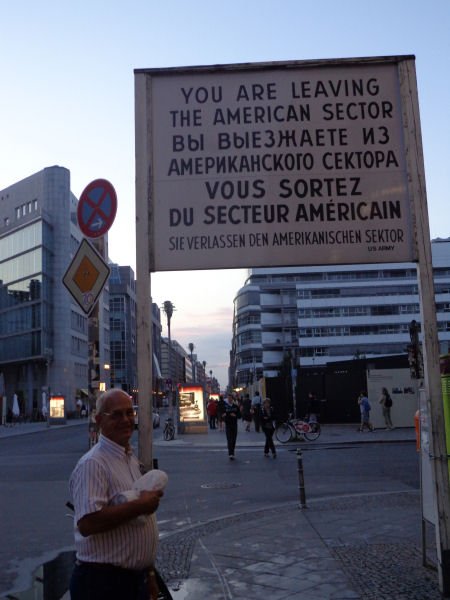 YOU ARE LEAVING
THE AMERICAN SECTOR
ВЫ ВЫЕЗЖАЕТЕ ИЗ
АМЕРИКАНСКОГО СЕКТОРА
VOUS SORTEZ
DU SECTEUR AMÉRICAIN
SIE VERLASSEN DEN AMERIKANISCHEN SEKTOR
US ARMY